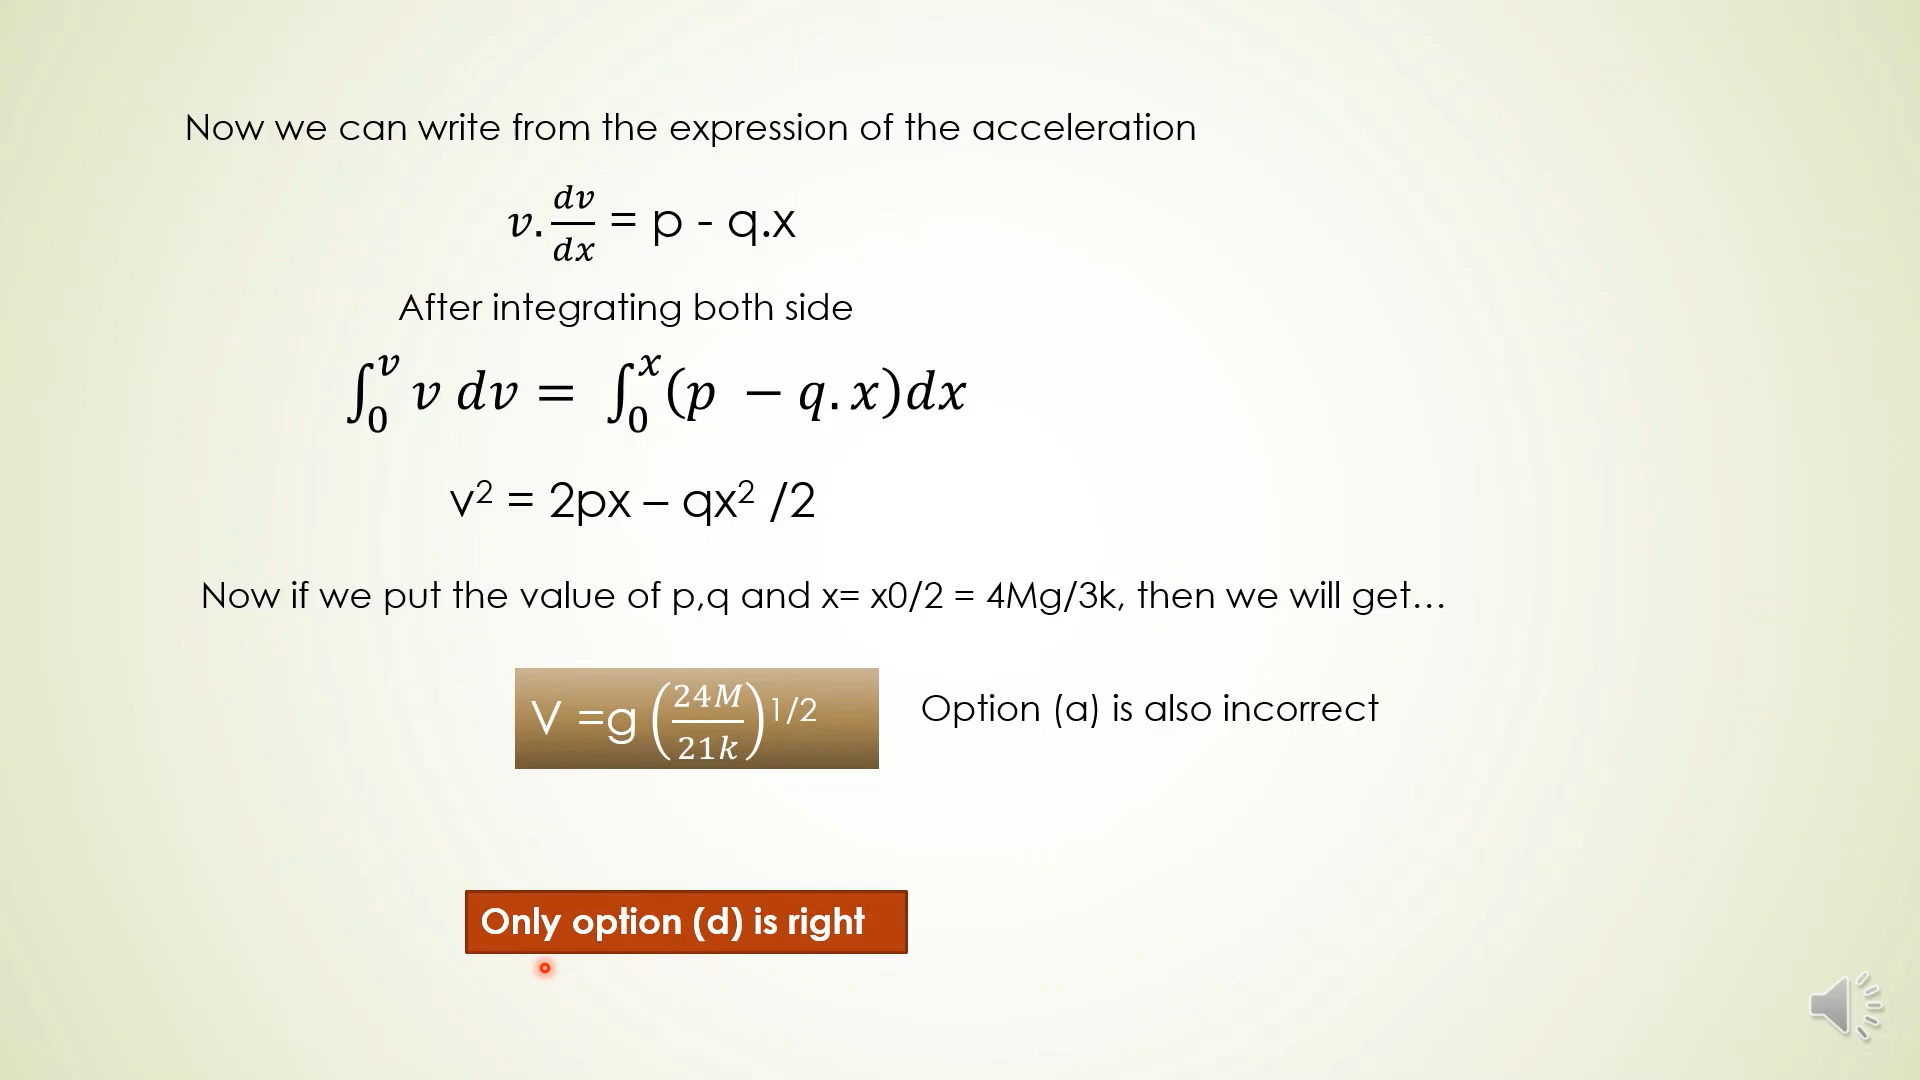 Now we can write from the expression of the acceleration
v. dv/dx = p - q.x
After integrating both side
∫₀ᵛ v dv = ∫₀ˣ (p − q. x)dx
v² = 2px – qx² /2
Now if we put the value of p,q and x= x0/2 = 4Mg/3k, then we will get…
V =g (24M/21k)1/2
Option (a) is also incorrect
Only option (d) is right